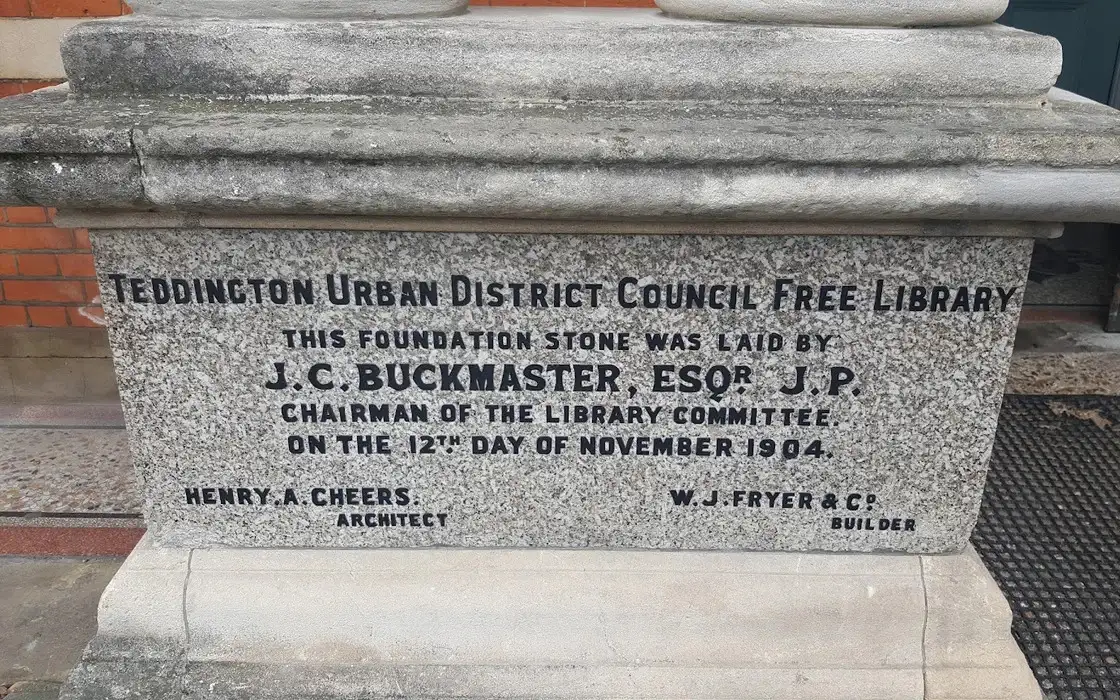 TEDDINGTON URBAN DISTRICT COUNCIL FREE LIBRARY
THIS FOUNDATION STONE WAS LAID BY
J.C. BUCKMASTER, ESQR. J.P.
CHAIRMAN OF THE LIBRARY COMMITTEE.
ON THE 12TH. DAY OF NOVEMBER 1904.
HENRY. A. CHEERS.
ARCHITECT
W.J. FRYER & Co.
BUILDER